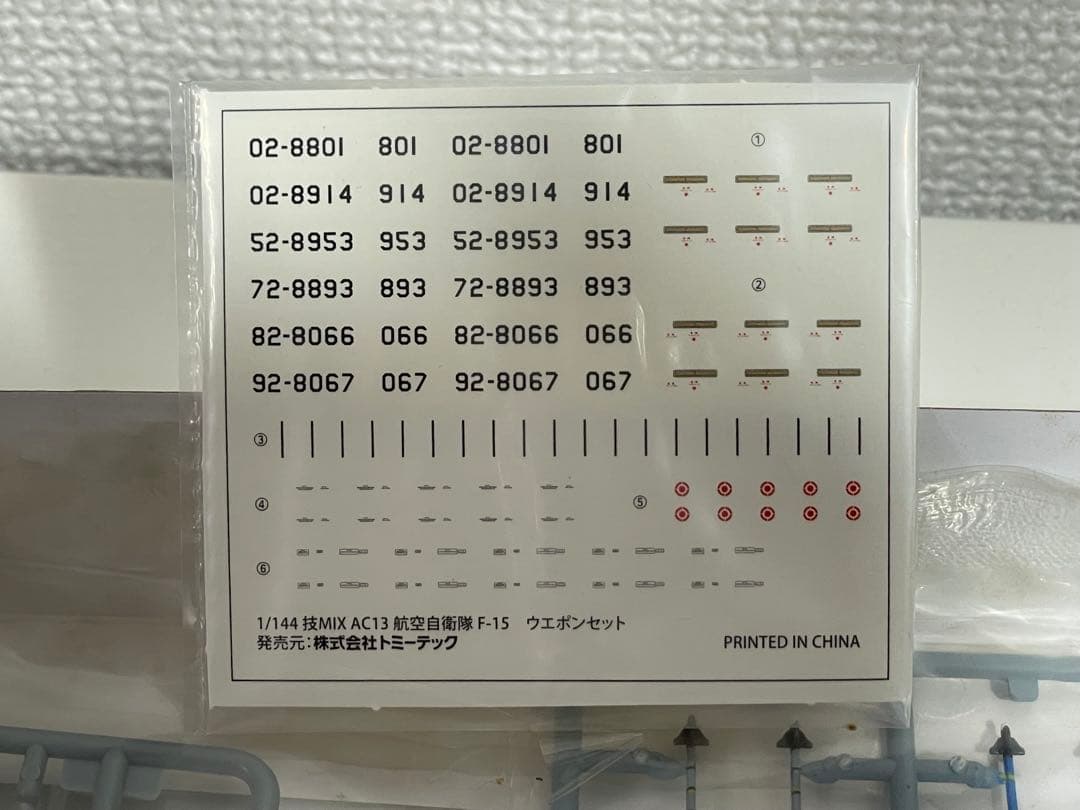 02-8801 801 02-8801 801 ①
02-8914 914 02-8914 914
52-8953 953 52-8953 953
72-8893 893 72-8893 893 ②
82-8066 066 82-8066 066
92-8067 067 92-8067 067
③
④ ⑤
⑥
1/144 技MIX AC13 航空自衛隊 F-15 ウエポンセット
発売元:株式会社トミーテック PRINTED IN CHINA